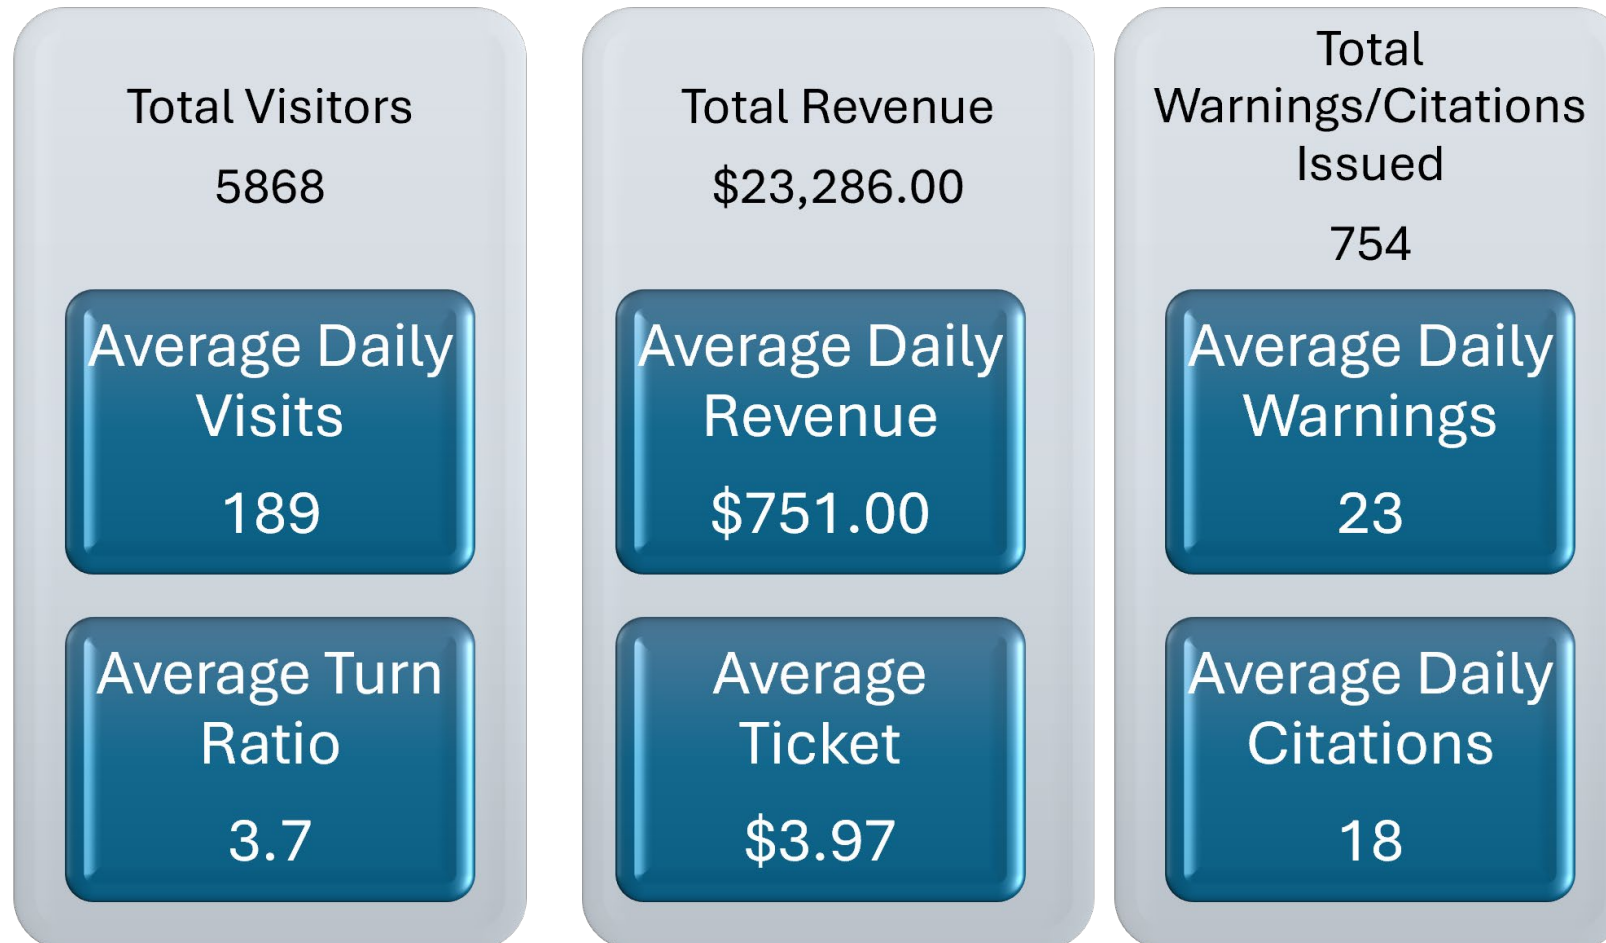 Total Visitors
5868
Average Daily
Visits
189
Average Turn
Ratio
3.7
Total Revenue
$23,286.00
Average Daily
Revenue
$751.00
Average
Ticket
$3.97
Total
Warnings/Citations
Issued
754
Average Daily
Warnings
23
Average Daily
Citations
18